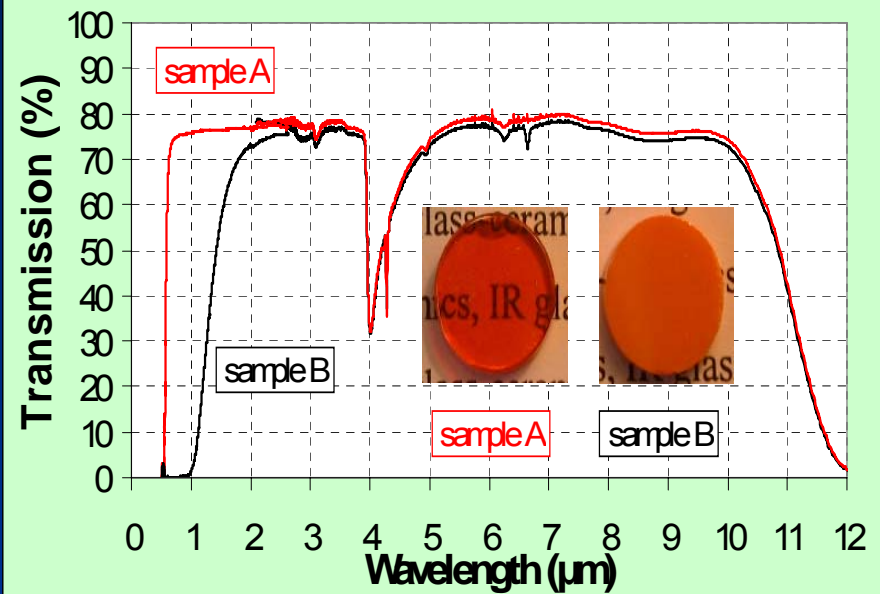 Transmission (%)
100
90
80
70
60
50
40
30
20
10
0
sample A
sample B
lass-ceram
ics, IR gla
lass
s, IR glas
sample A
sample B
0 1 2 3 4 5 6 7 8 9 10 11 12
Wavelength (µm)